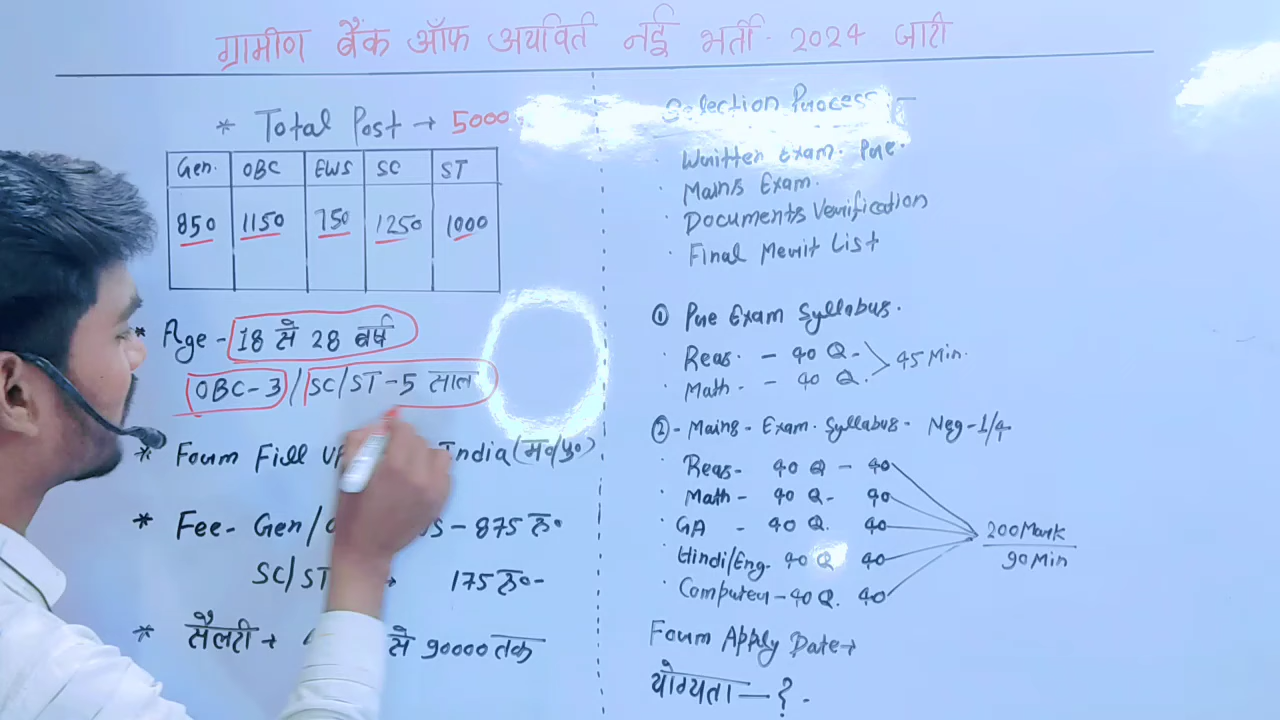 ग्रामीण बैंक ऑफ अयविर्त नई भर्ती - 2024 जारी
* Total Post → 5000
Gen. OBC EWS SC ST
850 1150 750 1250 1000
* Age - 18 से 28 वर्ष
OBC-3 / SC/ST-5 साल
* Foum Fill India (म०/पु०)
* Fee- Gen/ - 875 रु०
SC/ST 175 रु०-
* सैलरी → से 90000 तक
Selection Process -
Written Exam. Pre.
Mains Exam.
Documents Verification
Final Merit List
① Pre Exam Syllabus.
Reas. - 40 Q. 45 Min.
Math - - 40 Q.
② - Mains - Exam. Syllabus - Neg-1/4
Reas- 40 Q - 40
Math - 40 Q- 40
GA - 40 Q. 40
Hindi/Eng. 40 Q 40
Computer - 40 Q. 40
200 Mark
90 Min
Foum Apply Date→
योग्यता — ? .